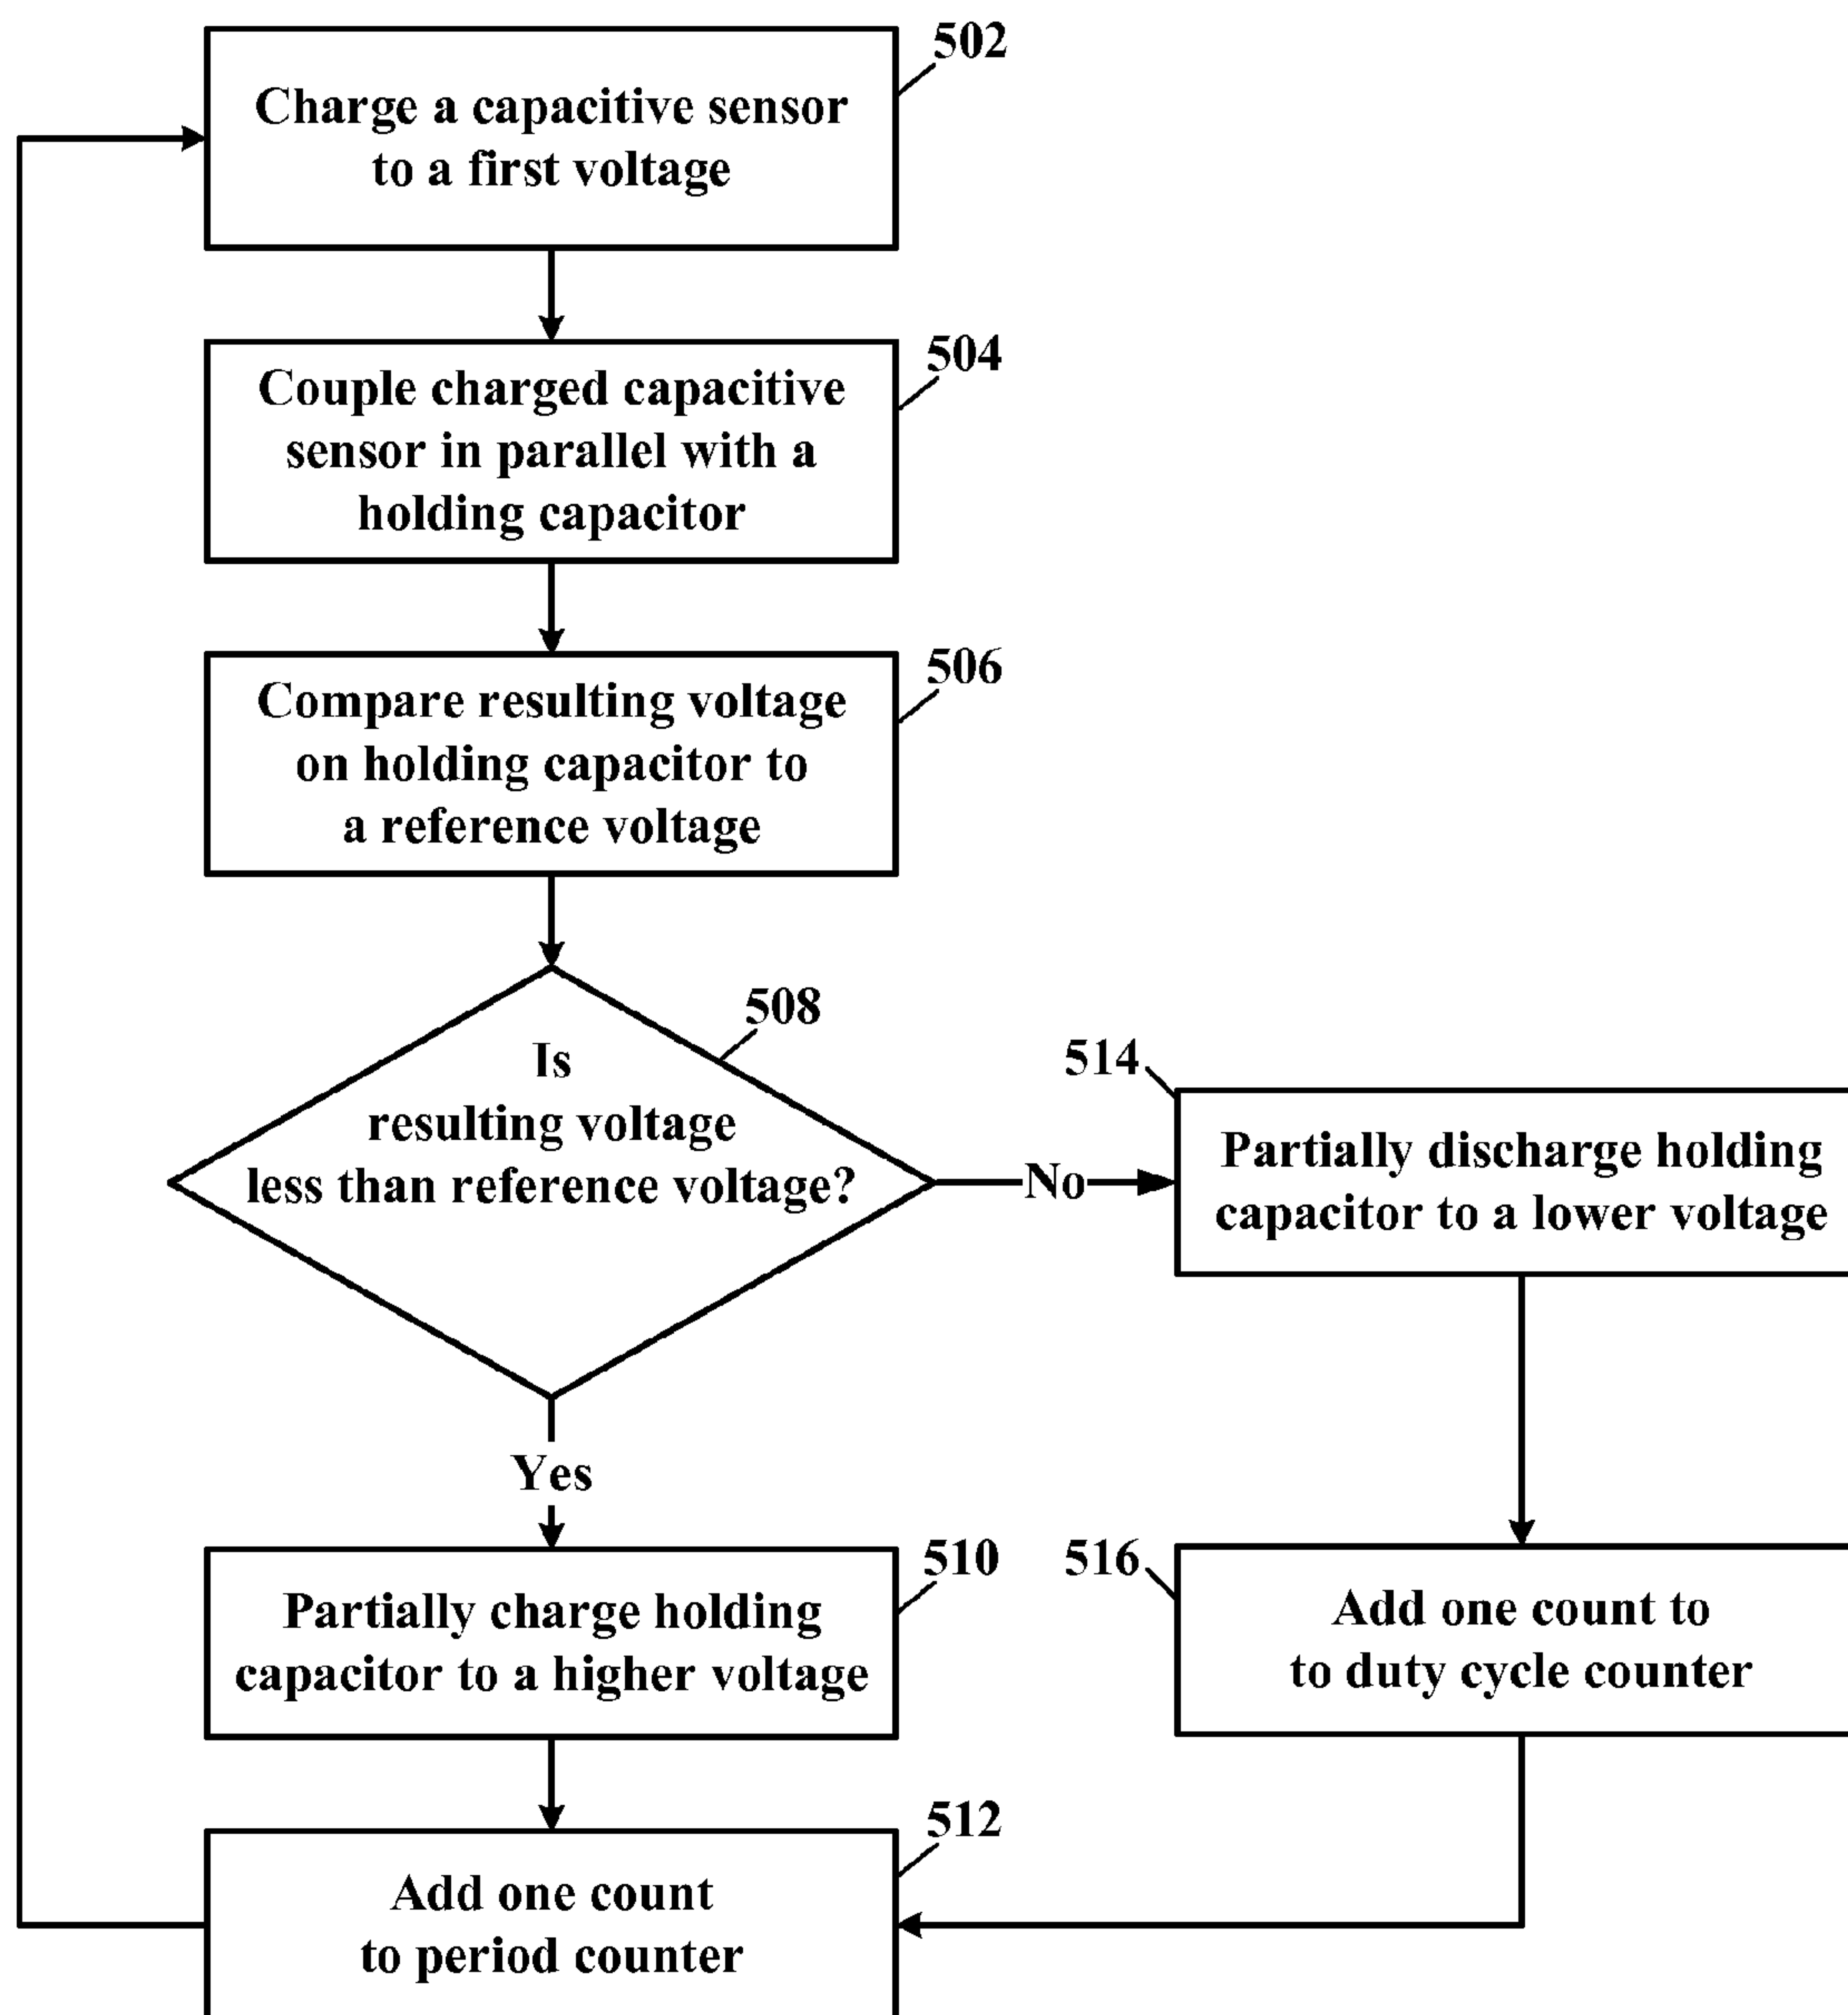 502
Charge a capacitive sensor
to a first voltage
504
Couple charged capacitive
sensor in parallel with a
holding capacitor
506
Compare resulting voltage
on holding capacitor to
a reference voltage
508
Is
resulting voltage
less than reference voltage?
No
514
Partially discharge holding
capacitor to a lower voltage
Yes
510
Partially charge holding
capacitor to a higher voltage
516
Add one count to
to duty cycle counter
512
Add one count
to period counter